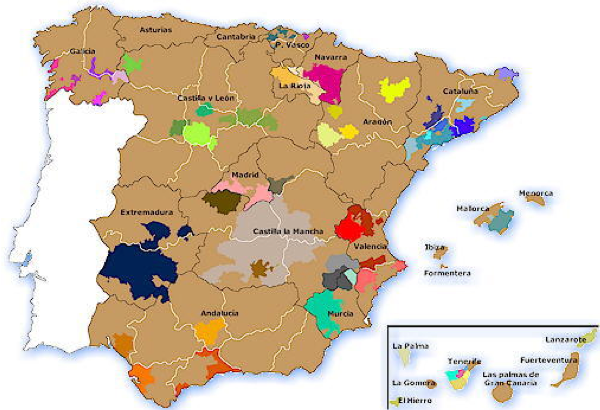 Asturias
Cantabria
Galicia
P. Vasco
Navarra
La Rioja
Cataluña
Castilla y León
Aragón
Madrid
Menorca
Mallorca
Extremadura
Castilla la Mancha
Valencia
Ibiza
Formentera
Andalucía
Murcia
Lanzarote
La Palma
Fuerteventura
Tenerife
Las palmas de
Gran Canaria
La Gomera
El Hierro